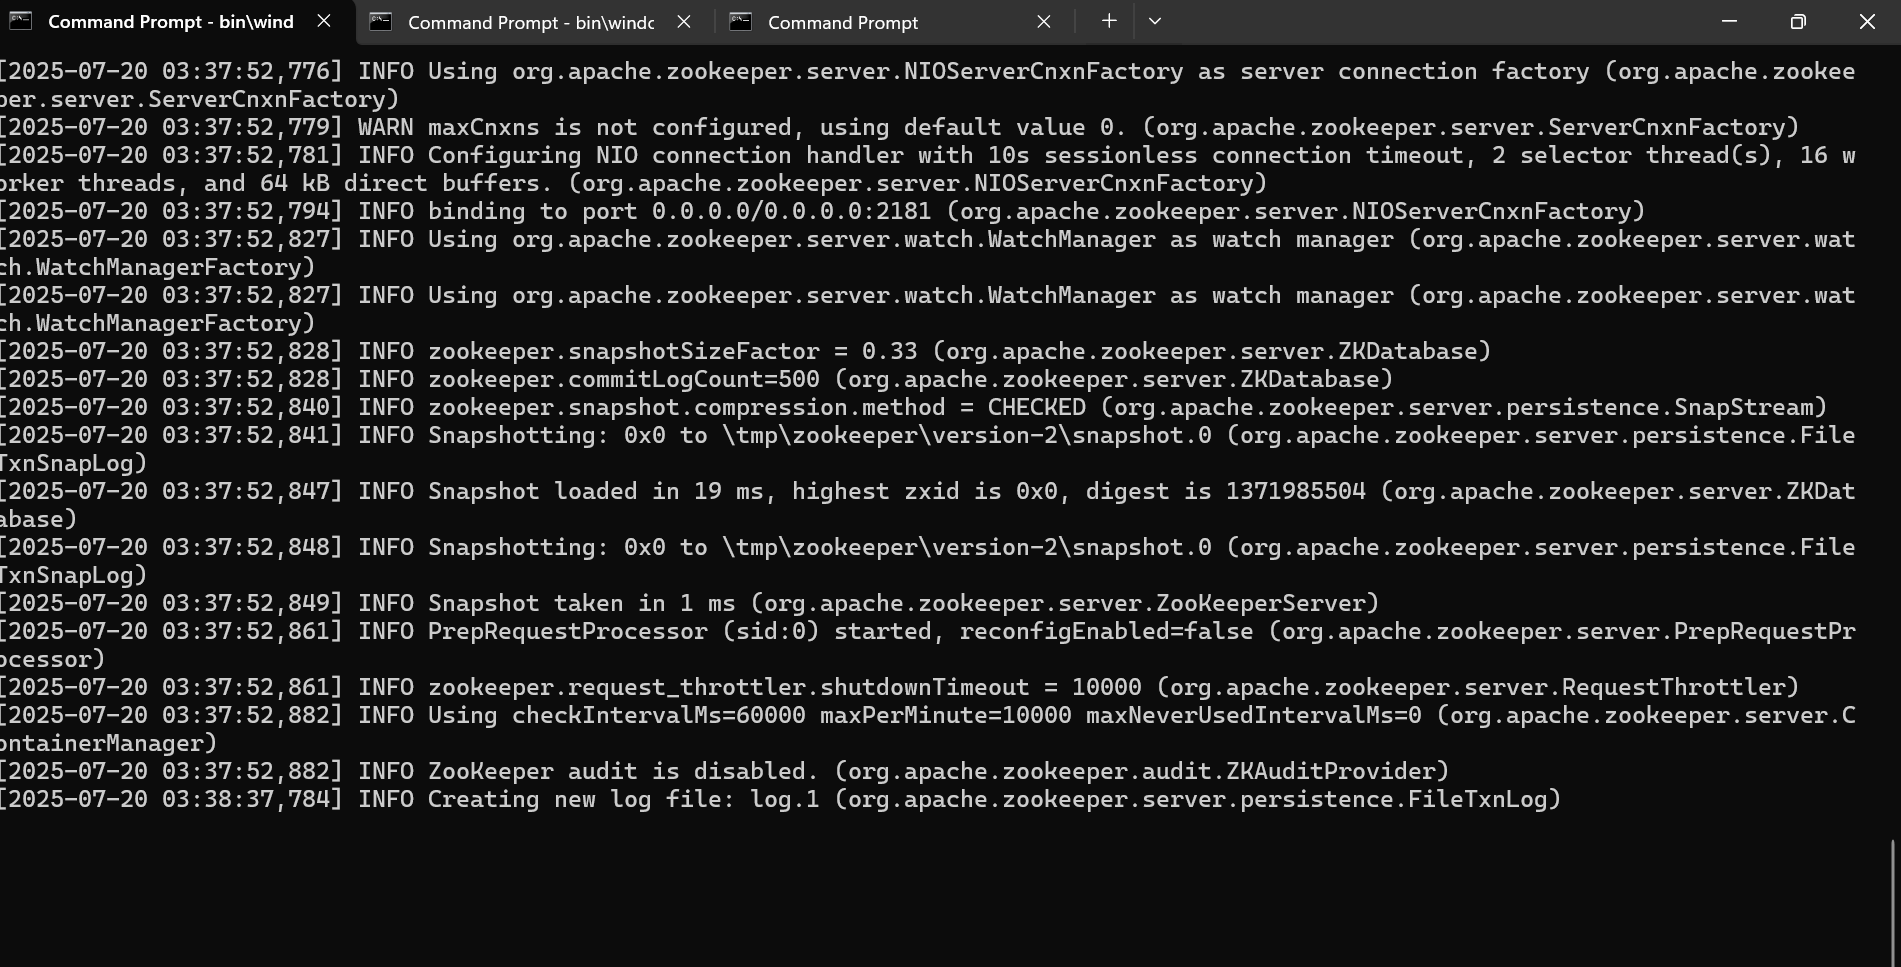 Command Prompt - bin\wind
Command Prompt - bin\windc
Command Prompt
[2025-07-20 03:37:52,776] INFO Using org.apache.zookeeper.server.NIOServerCnxnFactory as server connection factory (org.apache.zookee
per.server.ServerCnxnFactory)
[2025-07-20 03:37:52,779] WARN maxCnxns is not configured, using default value 0. (org.apache.zookeeper.server.ServerCnxnFactory)
[2025-07-20 03:37:52,781] INFO Configuring NIO connection handler with 10s sessionless connection timeout, 2 selector thread(s), 16 w
orker threads, and 64 kB direct buffers. (org.apache.zookeeper.server.NIOServerCnxnFactory)
[2025-07-20 03:37:52,794] INFO binding to port 0.0.0.0/0.0.0.0:2181 (org.apache.zookeeper.server.NIOServerCnxnFactory)
[2025-07-20 03:37:52,827] INFO Using org.apache.zookeeper.server.watch.WatchManager as watch manager (org.apache.zookeeper.server.wat
ch.WatchManagerFactory)
[2025-07-20 03:37:52,827] INFO Using org.apache.zookeeper.server.watch.WatchManager as watch manager (org.apache.zookeeper.server.wat
ch.WatchManagerFactory)
[2025-07-20 03:37:52,828] INFO zookeeper.snapshotSizeFactor = 0.33 (org.apache.zookeeper.server.ZKDatabase)
[2025-07-20 03:37:52,828] INFO zookeeper.commitLogCount=500 (org.apache.zookeeper.server.ZKDatabase)
[2025-07-20 03:37:52,840] INFO zookeeper.snapshot.compression.method = CHECKED (org.apache.zookeeper.server.persistence.SnapStream)
[2025-07-20 03:37:52,841] INFO Snapshotting: 0x0 to \tmp\zookeeper\version-2\snapshot.0 (org.apache.zookeeper.server.persistence.File
TxnSnapLog)
[2025-07-20 03:37:52,847] INFO Snapshot loaded in 19 ms, highest zxid is 0x0, digest is 1371985504 (org.apache.zookeeper.server.ZKDat
abase)
[2025-07-20 03:37:52,848] INFO Snapshotting: 0x0 to \tmp\zookeeper\version-2\snapshot.0 (org.apache.zookeeper.server.persistence.File
TxnSnapLog)
[2025-07-20 03:37:52,849] INFO Snapshot taken in 1 ms (org.apache.zookeeper.server.ZooKeeperServer)
[2025-07-20 03:37:52,861] INFO PrepRequestProcessor (sid:0) started, reconfigEnabled=false (org.apache.zookeeper.server.PrepRequestPr
ocessor)
[2025-07-20 03:37:52,861] INFO zookeeper.request_throttler.shutdownTimeout = 10000 (org.apache.zookeeper.server.RequestThrottler)
[2025-07-20 03:37:52,882] INFO Using checkIntervalMs=60000 maxPerMinute=10000 maxNeverUsedIntervalMs=0 (org.apache.zookeeper.server.C
ontainerManager)
[2025-07-20 03:37:52,882] INFO ZooKeeper audit is disabled. (org.apache.zookeeper.audit.ZKAuditProvider)
[2025-07-20 03:38:37,784] INFO Creating new log file: log.1 (org.apache.zookeeper.server.persistence.FileTxnLog)